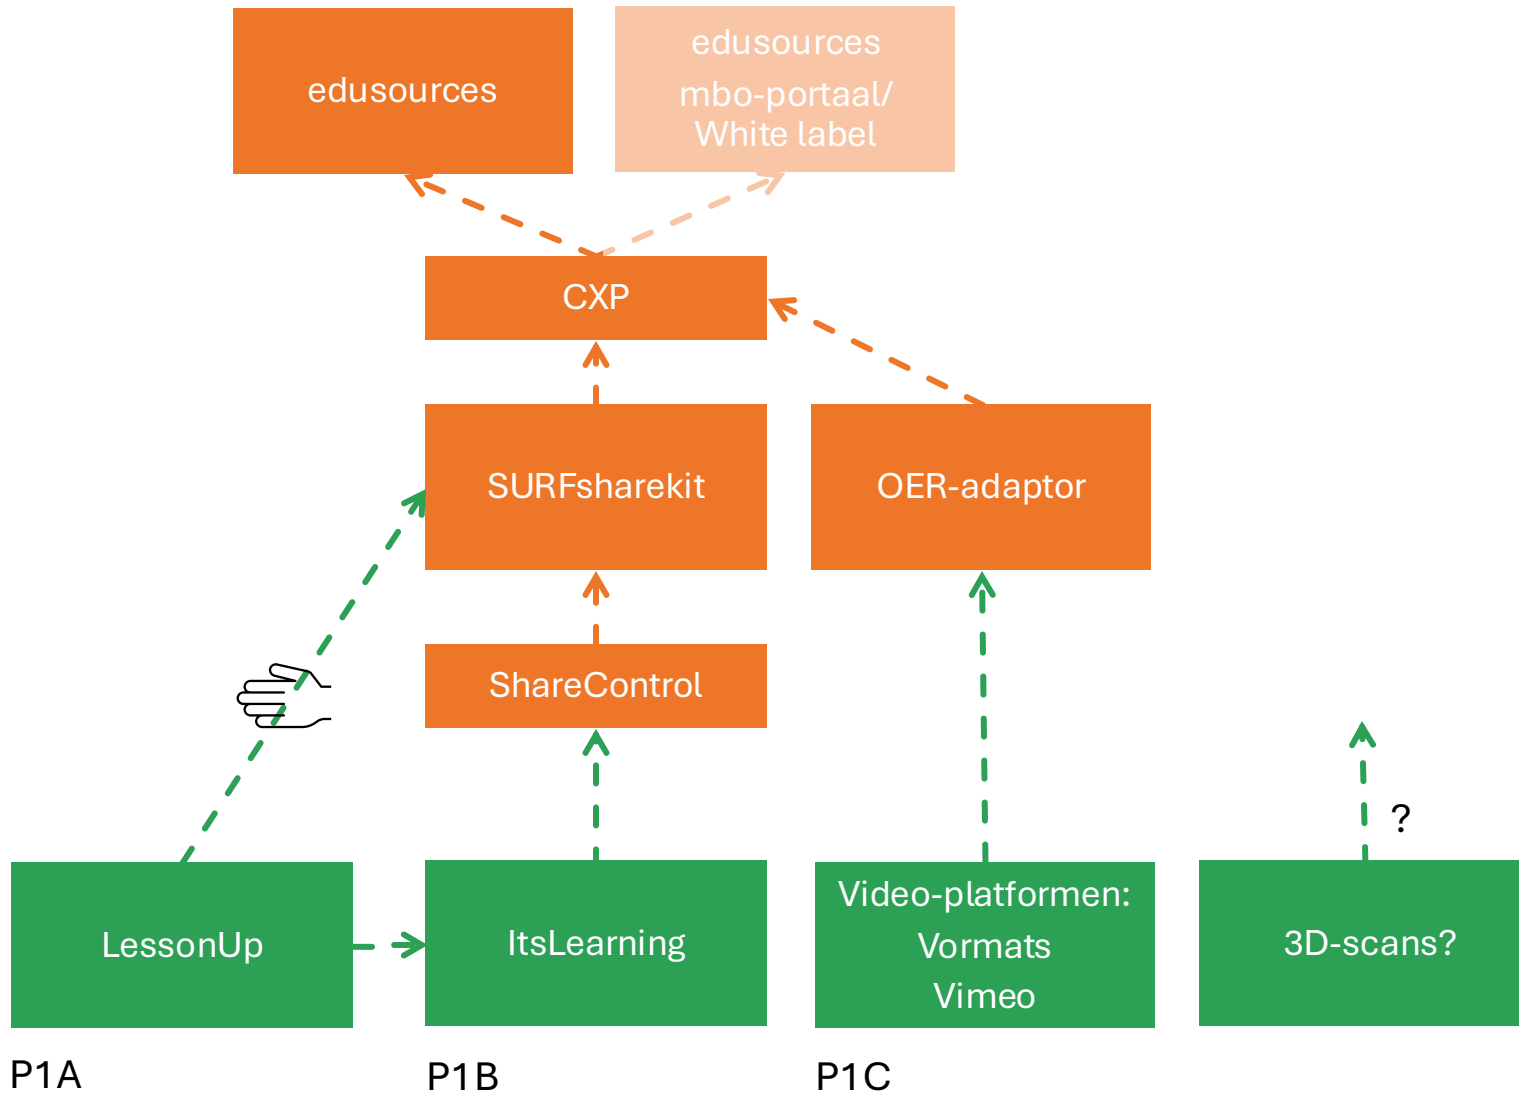 edusources
edusources
mbo-portaal/
White label
CXP
SURFsharekit
OER-adaptor
ShareControl
?
LessonUp
ItsLearning
Video-platformen:
Vormats
Vimeo
3D-scans?
P1A
P1B
P1C